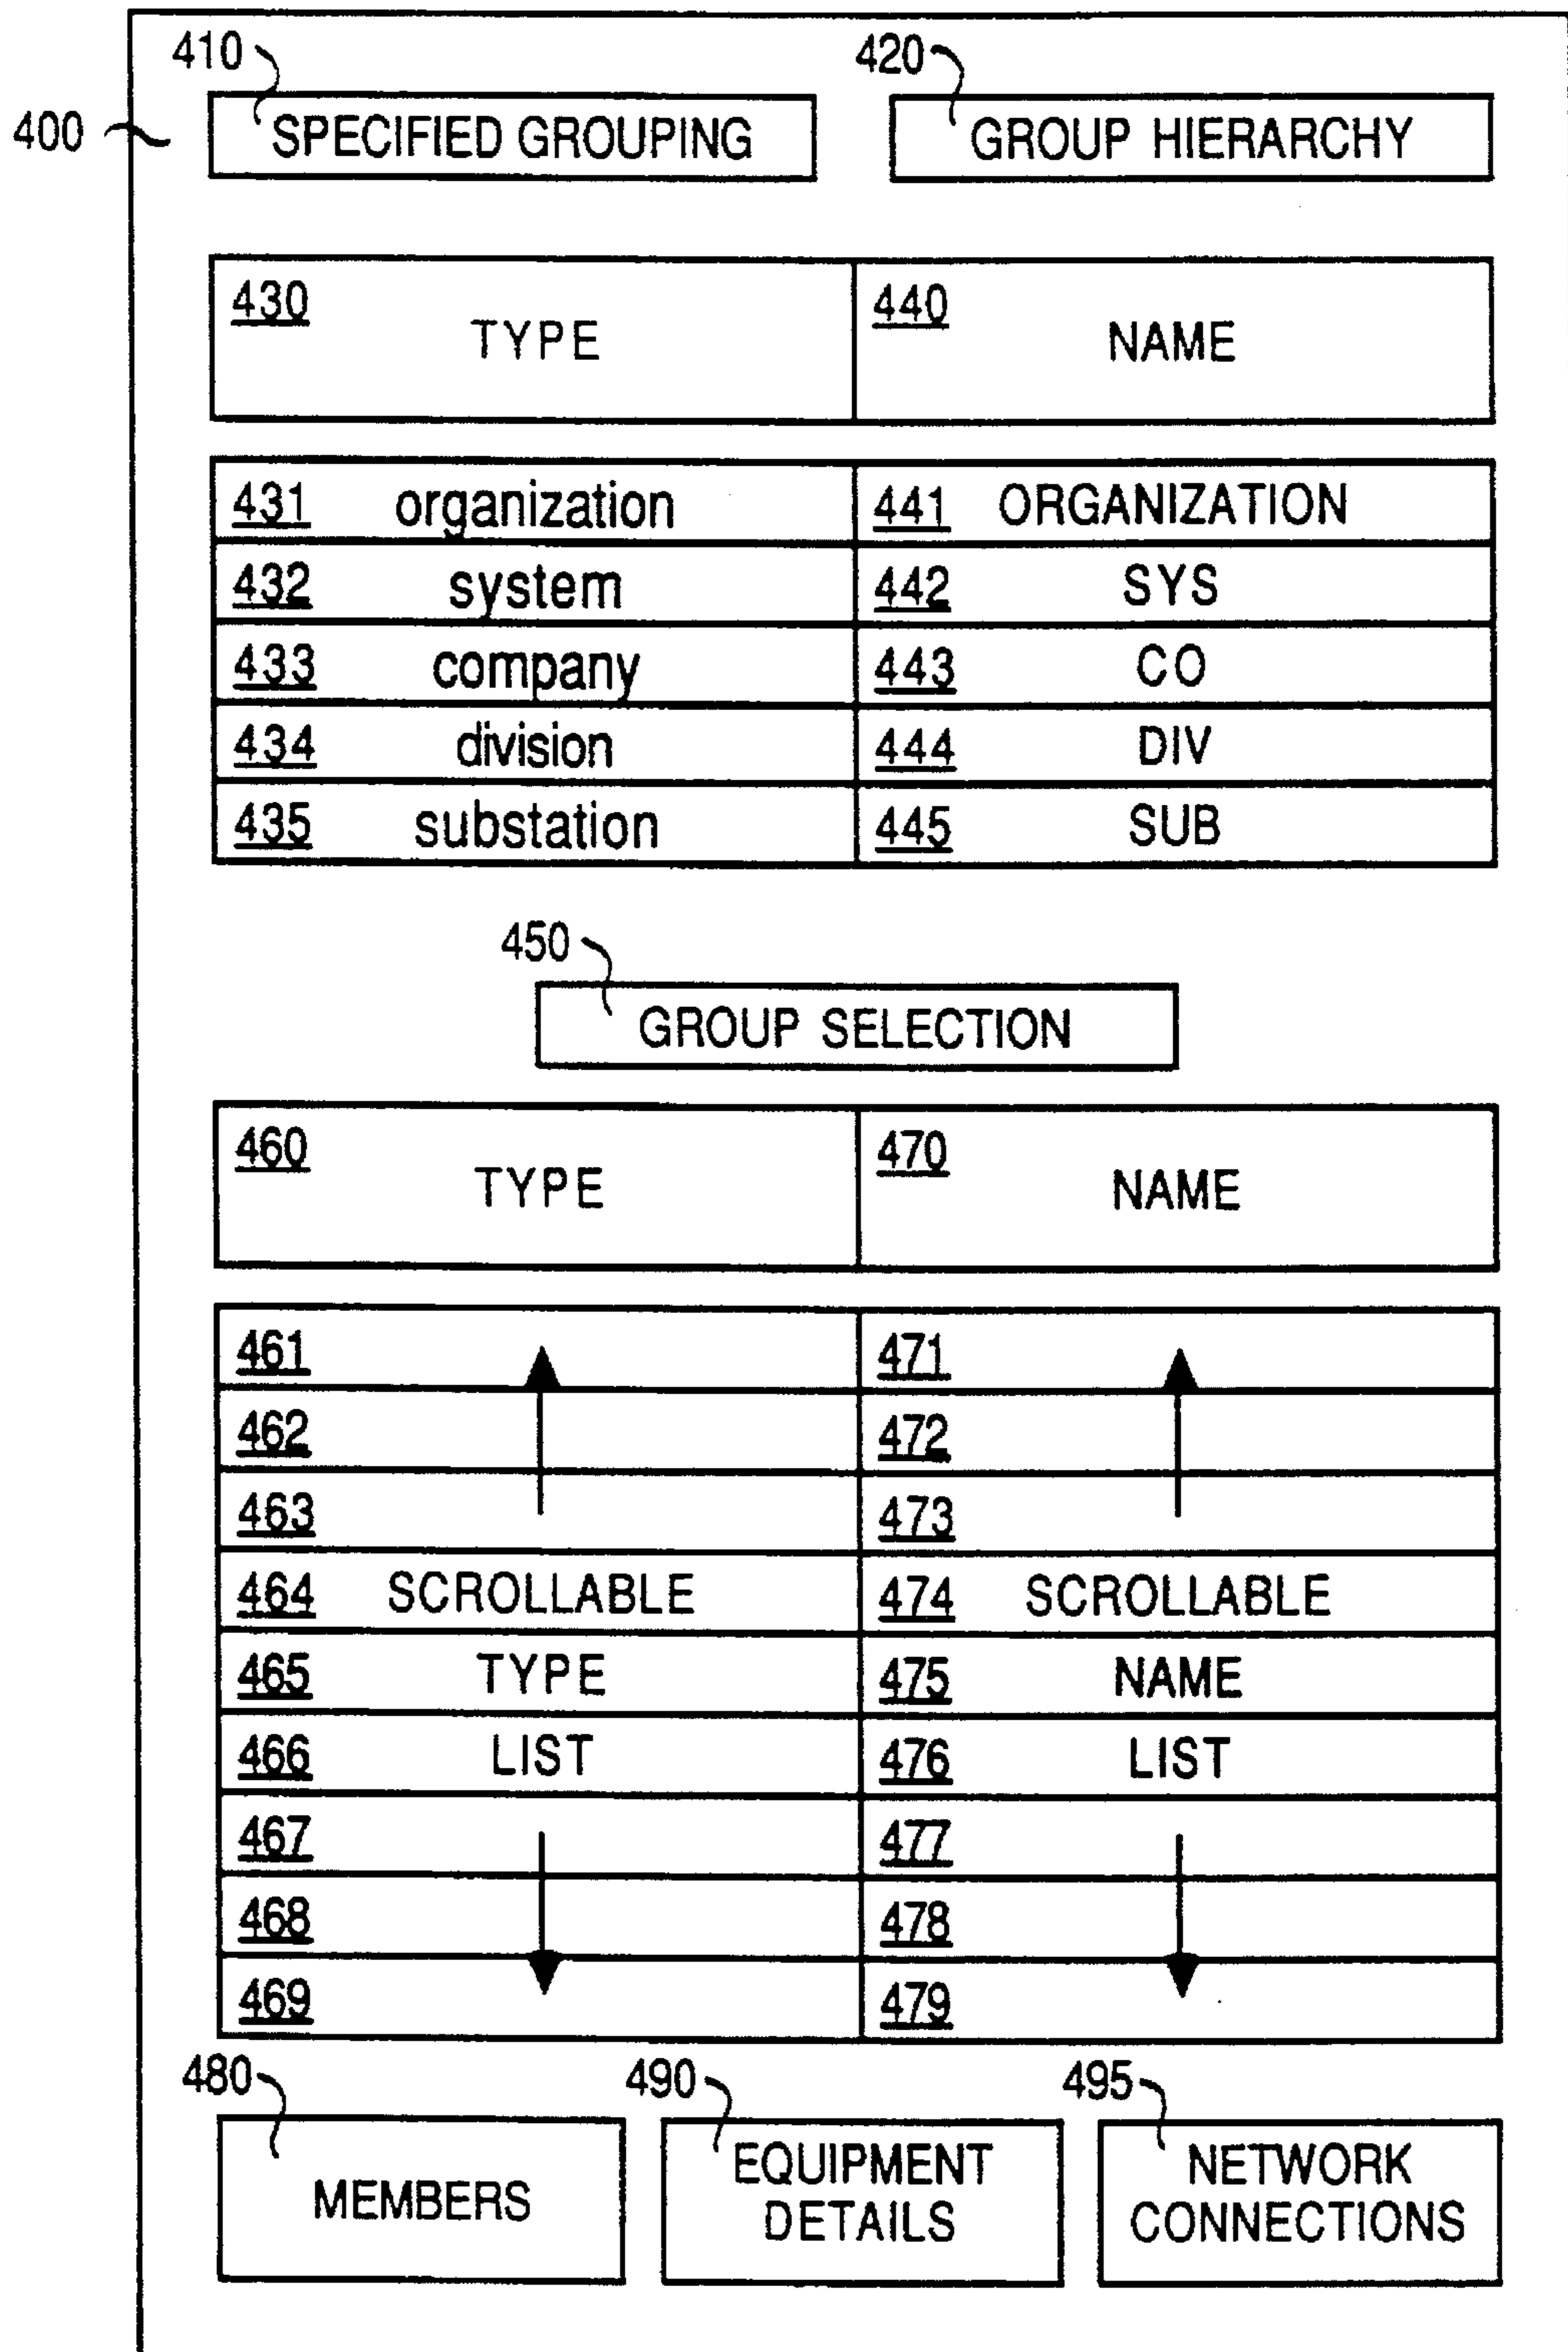 410
420
400
SPECIFIED GROUPING
GROUP HIERARCHY
430 TYPE
440 NAME
431 organization
441 ORGANIZATION
432 system
442 SYS
433 company
443 CO
434 division
444 DIV
435 substation
445 SUB
450
GROUP SELECTION
460 TYPE
470 NAME
461
471
462
472
463
473
464 SCROLLABLE
474 SCROLLABLE
465 TYPE
475 NAME
466 LIST
476 LIST
467
477
468
478
469
479
480
490
495
MEMBERS
EQUIPMENT
DETAILS
NETWORK
CONNECTIONS